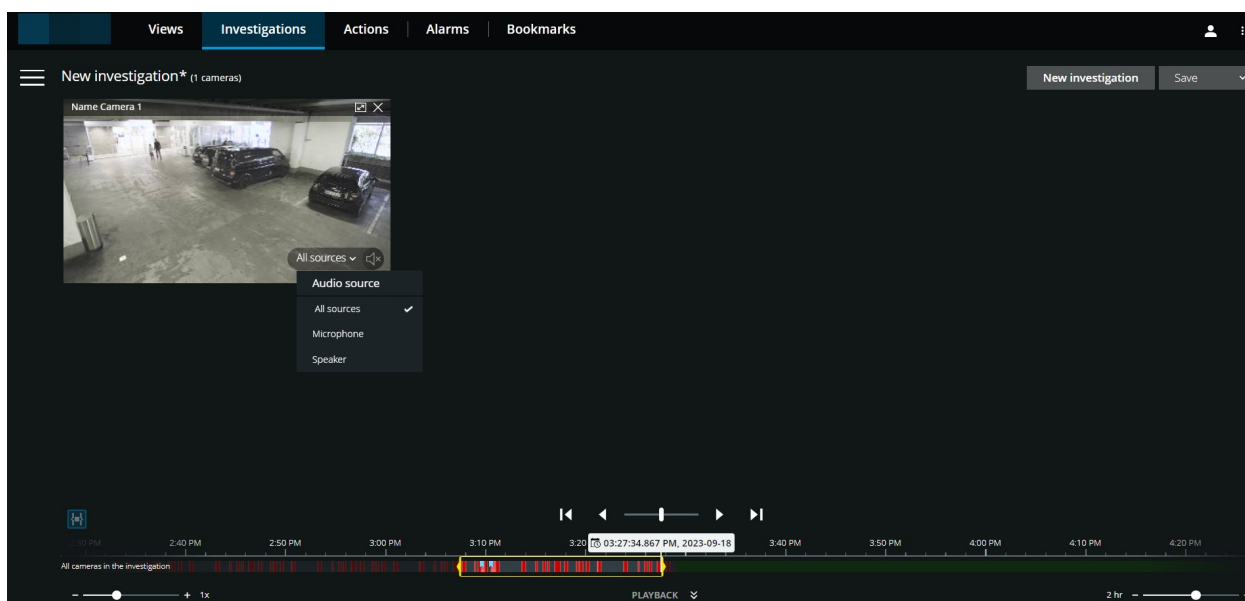 Views Investigations Actions Alarms Bookmarks
New investigation* (1 cameras)
New investigation Save
Name Camera 1
All sources
Audio source
All sources
Microphone
Speaker
2:40 PM 2:50 PM 3:00 PM 3:10 PM 3:20 03:27:34.867 PM, 2023-09-18 3:40 PM 3:50 PM 4:00 PM 4:10 PM 4:20 PM
All cameras in the investigation
- + 1x PLAYBACK 2 hr -